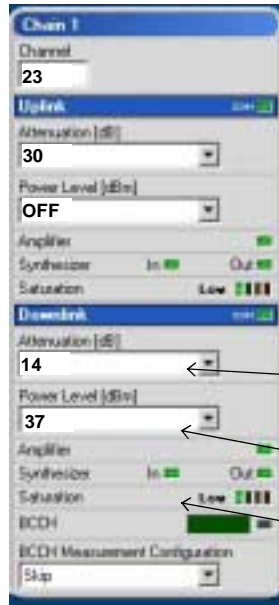 Chain 1
Channel
23
Uplink
Attenuation [dB]
30
Power Level [dBm]
OFF
Amplifier
Synthesizer In Out
Saturation Low
Downlink
Attenuation [dB]
14
Power Level [dBm]
37
Amplifier
Synthesizer In Out
Saturation Low
BCCH
BCCH Measurement Configuration
Skip